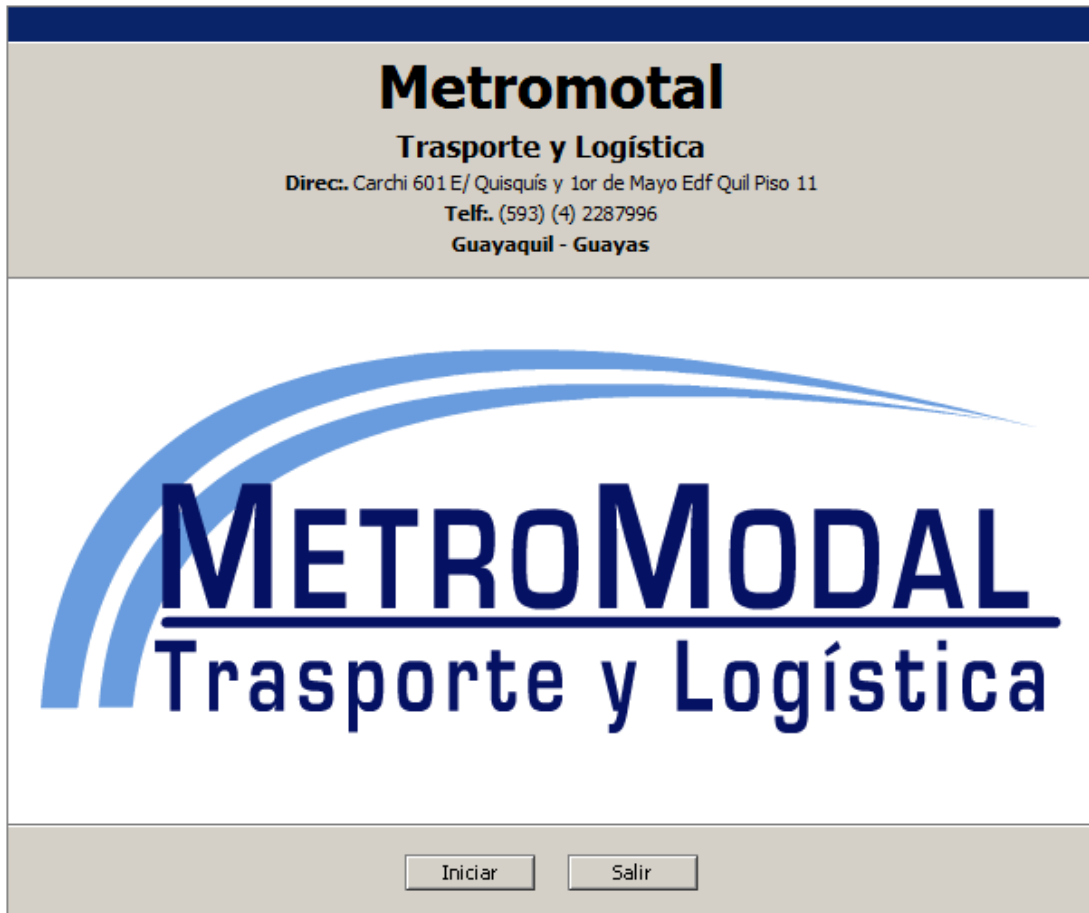 Metromotal
Trasporte y Logística
Direc:. Carchi 601 E/ Quisquís y 1or de Mayo Edf Quil Piso 11
Telf:. (593) (4) 2287996
Guayaquil - Guayas
METROMODAL
Trasporte y Logística
Iniciar Salir